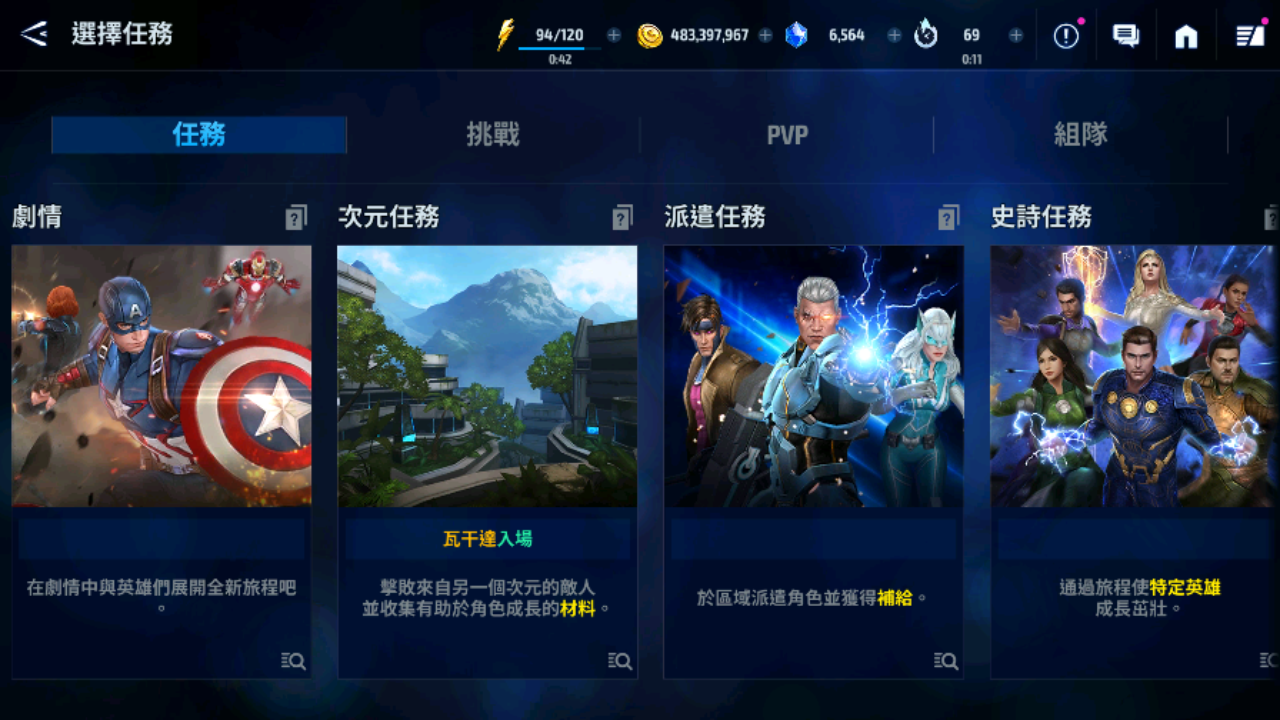 選擇任務
94/120
0:42
483,397,967
6,564
69
0:11
任務
挑戰
PVP
組隊
劇情
次元任務
派遣任務
史詩任務
瓦干達入場
在劇情中與英雄們展開全新旅程吧
。
擊敗來自另一個次元的敵人
並收集有助於角色成長的材料。
於區域派遣角色並獲得補給。
通過旅程使特定英雄
成長茁壯。